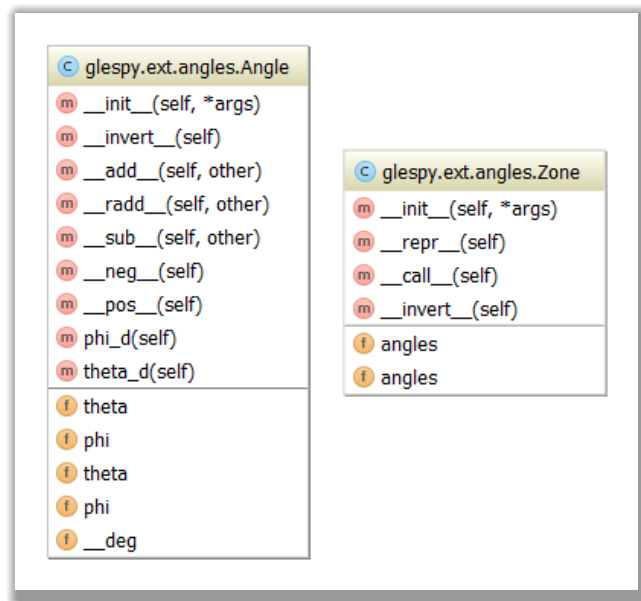 C glespy.ext.angles.Angle
m __init__(self, *args)
m __invert__(self)
m __add__(self, other)
m __radd__(self, other)
m __sub__(self, other)
m __neg__(self)
m __pos__(self)
m phi_d(self)
m theta_d(self)
f theta
f phi
f theta
f phi
f __deg
C glespy.ext.angles.Zone
m __init__(self, *args)
m __repr__(self)
m __call__(self)
m __invert__(self)
f angles
f angles